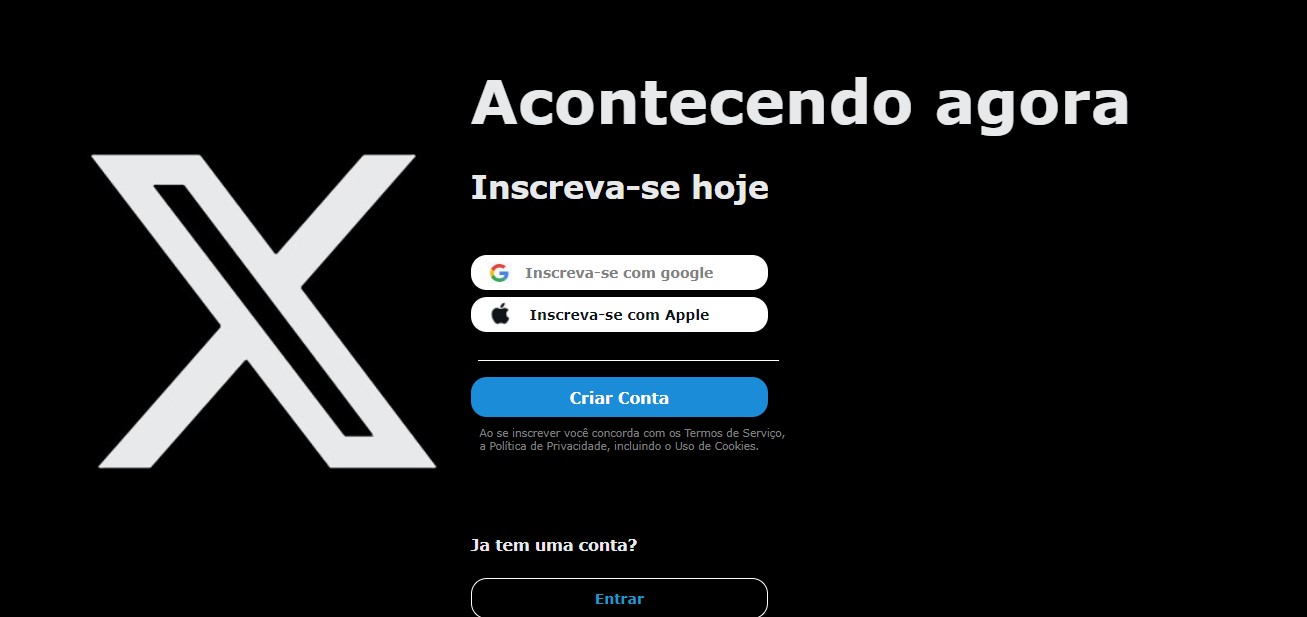 Acontecendo agora
Inscreva-se hoje
Inscreva-se com google
Inscreva-se com Apple
Criar Conta
Ao se inscrever você concorda com os Termos de Serviço,
a Política de Privacidade, incluindo o Uso de Cookies.
Ja tem uma conta?
Entrar